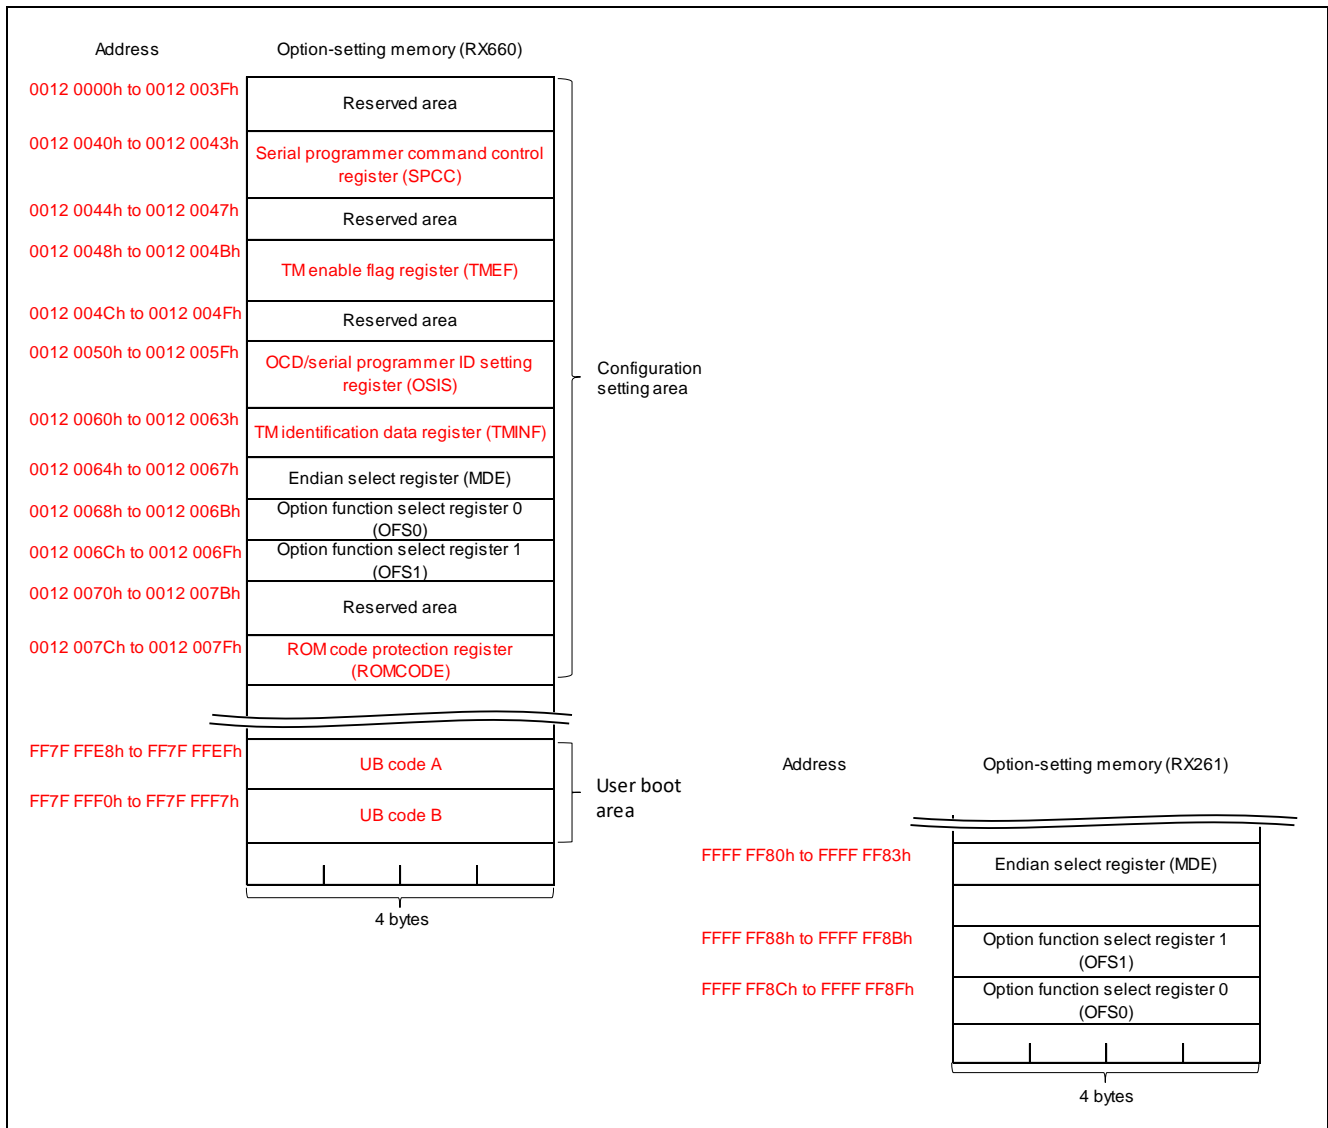 Address
Option-setting memory (RX660)
0012 0000h to 0012 003Fh
Reserved area
0012 0040h to 0012 0043h
Serial programmer command control
register (SPCC)
0012 0044h to 0012 0047h
Reserved area
0012 0048h to 0012 004Bh
TM enable flag register (TMEF)
0012 004Ch to 0012 004Fh
Reserved area
0012 0050h to 0012 005Fh
OCD/serial programmer ID setting
register (OSIS)
Configuration
setting area
0012 0060h to 0012 0063h
TM identification data register (TMINF)
0012 0064h to 0012 0067h
Endian select register (MDE)
0012 0068h to 0012 006Bh
Option function select register 0
(OFS0)
0012 006Ch to 0012 006Fh
Option function select register 1
(OFS1)
0012 0070h to 0012 007Bh
Reserved area
0012 007Ch to 0012 007Fh
ROM code protection register
(ROMCODE)
FF7F FFE8h to FF7F FFEFh
UB code A
FF7F FFF0h to FF7F FFF7h
UB code B
User boot
area
4 bytes
Address
Option-setting memory (RX261)
FFFF FF80h to FFFF FF83h
Endian select register (MDE)
FFFF FF88h to FFFF FF8Bh
Option function select register 1
(OFS1)
FFFF FF8Ch to FFFF FF8Fh
Option function select register 0
(OFS0)
4 bytes